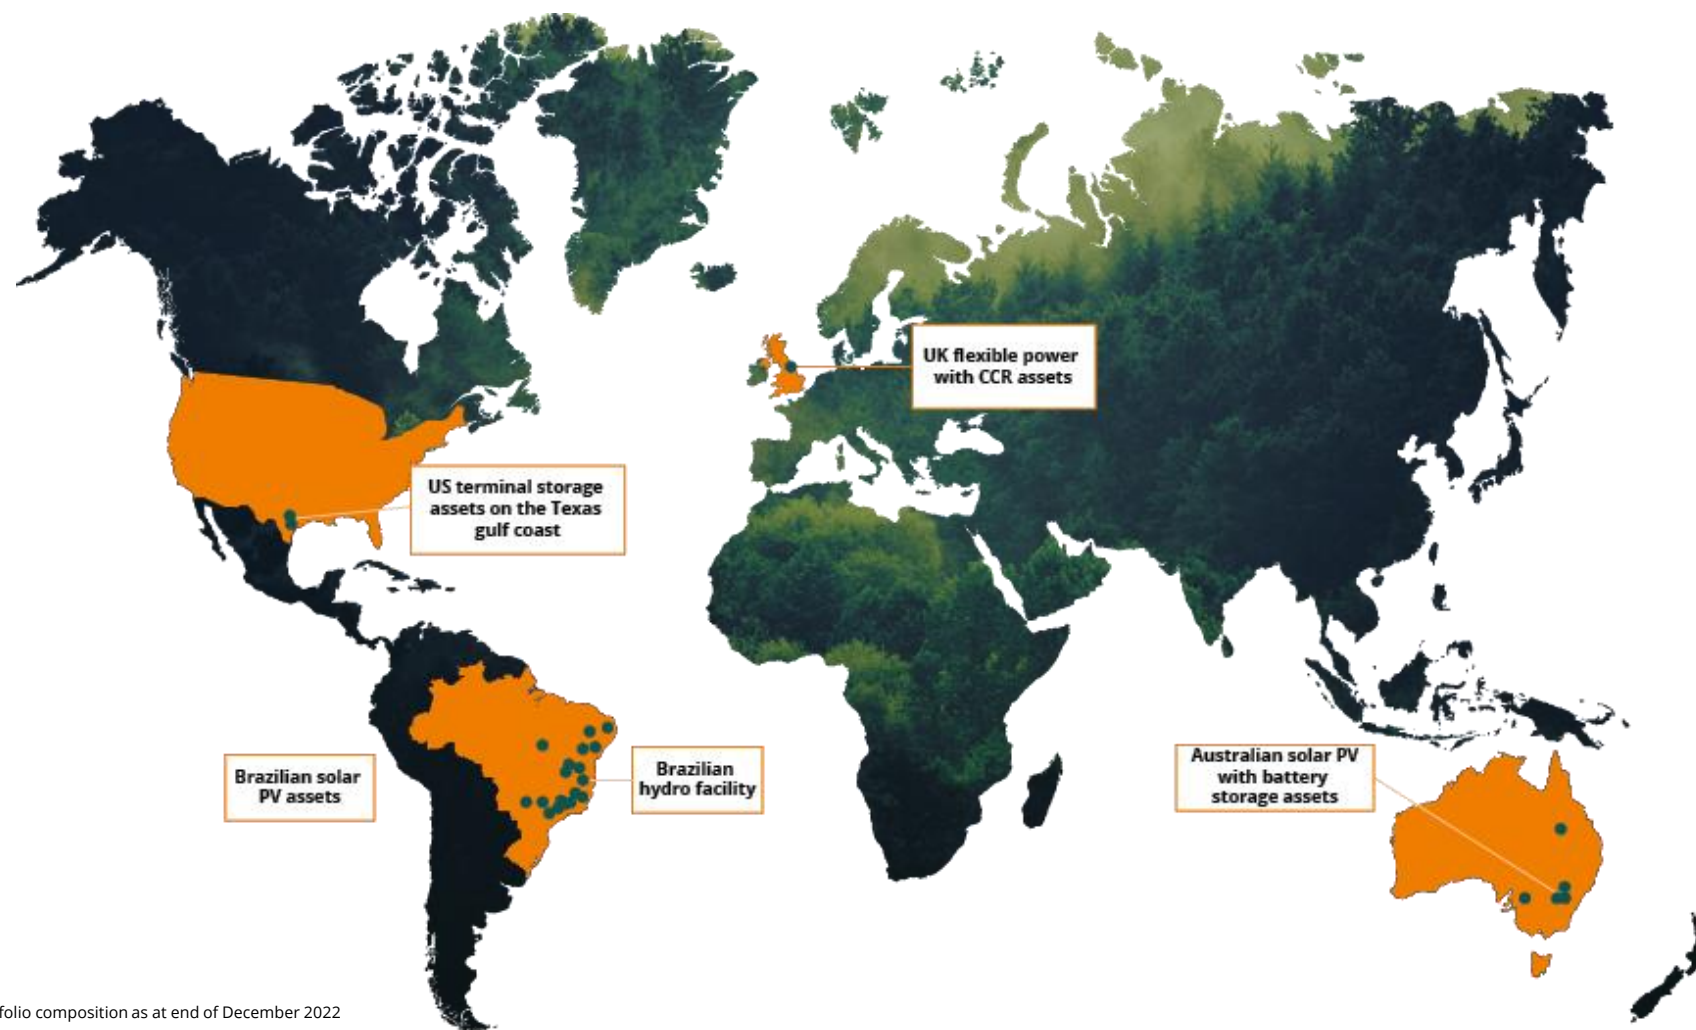 UK flexible power
with CCR assets
US terminal storage
assets on the Texas
gulf coast
Brazilian solar
PV assets
Brazilian
hydro facility
Australian solar PV
with battery
storage assets
folio composition as at end of December 2022